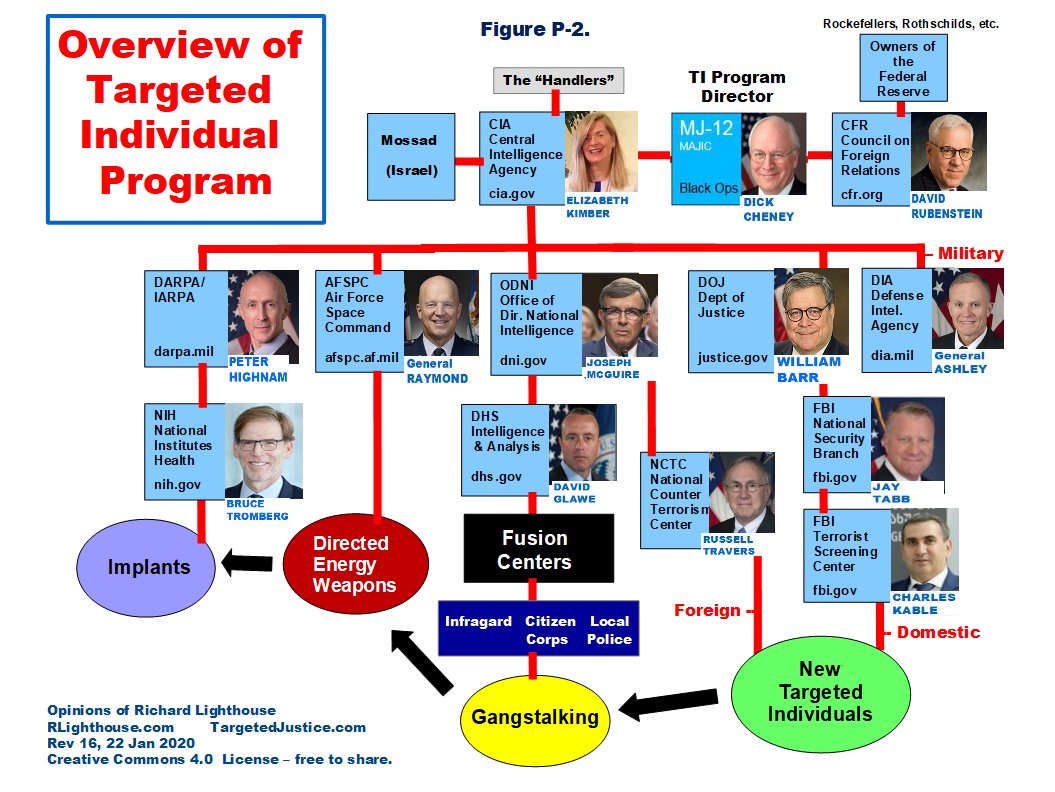 Overview of
Targeted
Individual
Program
Figure P-2.
Rockefellers, Rothschilds, etc.
Owners of
the
Federal
Reserve
The “Handlers”
TI Program
Director
Mossad
(Israel)
CIA
Central
Intelligence
Agency
cia.gov
ELIZABETH
KIMBER
MJ-12
MAJIC
Black Ops
DICK
CHENEY
CFR
Council on
Foreign
Relations
cfr.org
DAVID
RUBENSTEIN
– Military
DARPA/
IARPA
darpa.mil
PETER
HIGHNAM
AFSPC
Air Force
Space
Command
afspc.af.mil
General
RAYMOND
ODNI
Office of
Dir. National
Intelligence
dni.gov
JOSEPH
MCGUIRE
DOJ
Dept of
Justice
justice.gov
WILLIAM
BARR
DIA
Defense
Intel.
Agency
dia.mil
General
ASHLEY
NIH
National
Institutes
Health
nih.gov
BRUCE
TROMBERG
DHS
Intelligence
& Analysis
dhs.gov
DAVID
GLAWE
NCTC
National
Counter
Terrorism
Center
RUSSELL
TRAVERS
FBI
National
Security
Branch
fbi.gov
JAY
TABB
FBI
Terrorist
Screening
Center
fbi.gov
CHARLES
KABLE
Implants
Directed
Energy
Weapons
Fusion
Centers
Infragard Citizen Local
Corps Police
Foreign --
-- Domestic
Gangstalking
New
Targeted
Individuals
Opinions of Richard Lighthouse
RLighthouse.com TargetedJustice.com
Rev 16, 22 Jan 2020
Creative Commons 4.0 License – free to share.